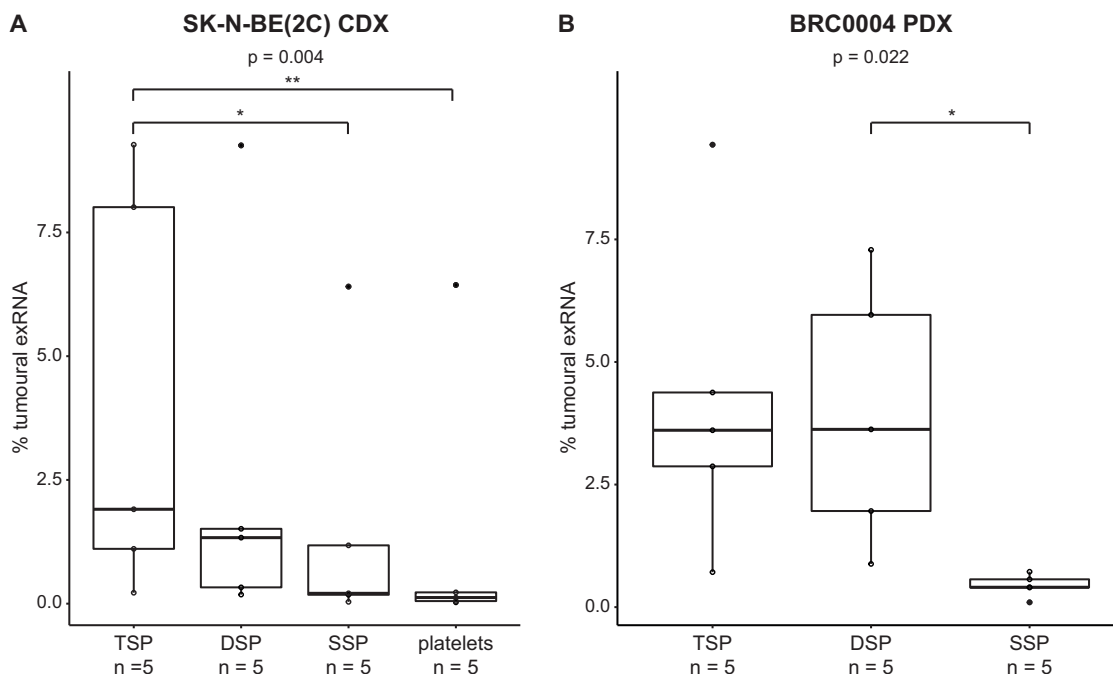 A
SK-N-BE(2C) CDX
p = 0.004
**
*
% tumoural exRNA
7.5
5.0
2.5
0.0
TSP
DSP
SSP
platelets
n =5
n = 5
n = 5
n = 5
B
BRC0004 PDX
p = 0.022
*
% tumoural exRNA
7.5
5.0
2.5
0.0
TSP
DSP
SSP
n = 5
n = 5
n = 5